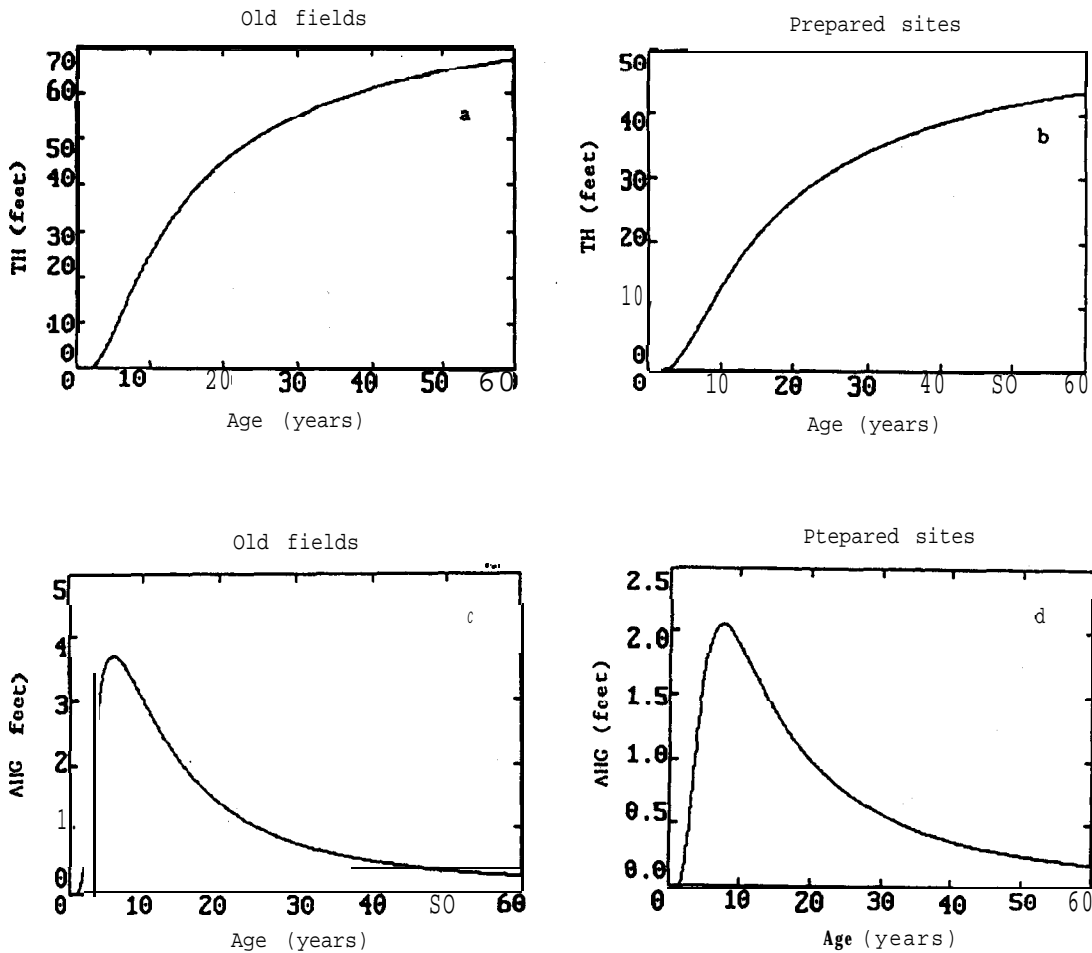 Old fields
70
60
50
40
30
20
10
0
TH (feet)
a
0 10 20 30 40 50 60
Age (years)
Prepared sites
50
40
30
20
10
0
TH (feet)
b
0 10 20 30 40 SO 60
Age (years)
Old fields
5
4
3
2
1
0
AHG feet)
c
0 10 20 30 40 SO 60
Age (years)
Ptepared sites
2.5
2.0
1.5
1.0
0.5
0.0
AHG (feet)
d
0 10 20 30 40 50 60
Age (years)